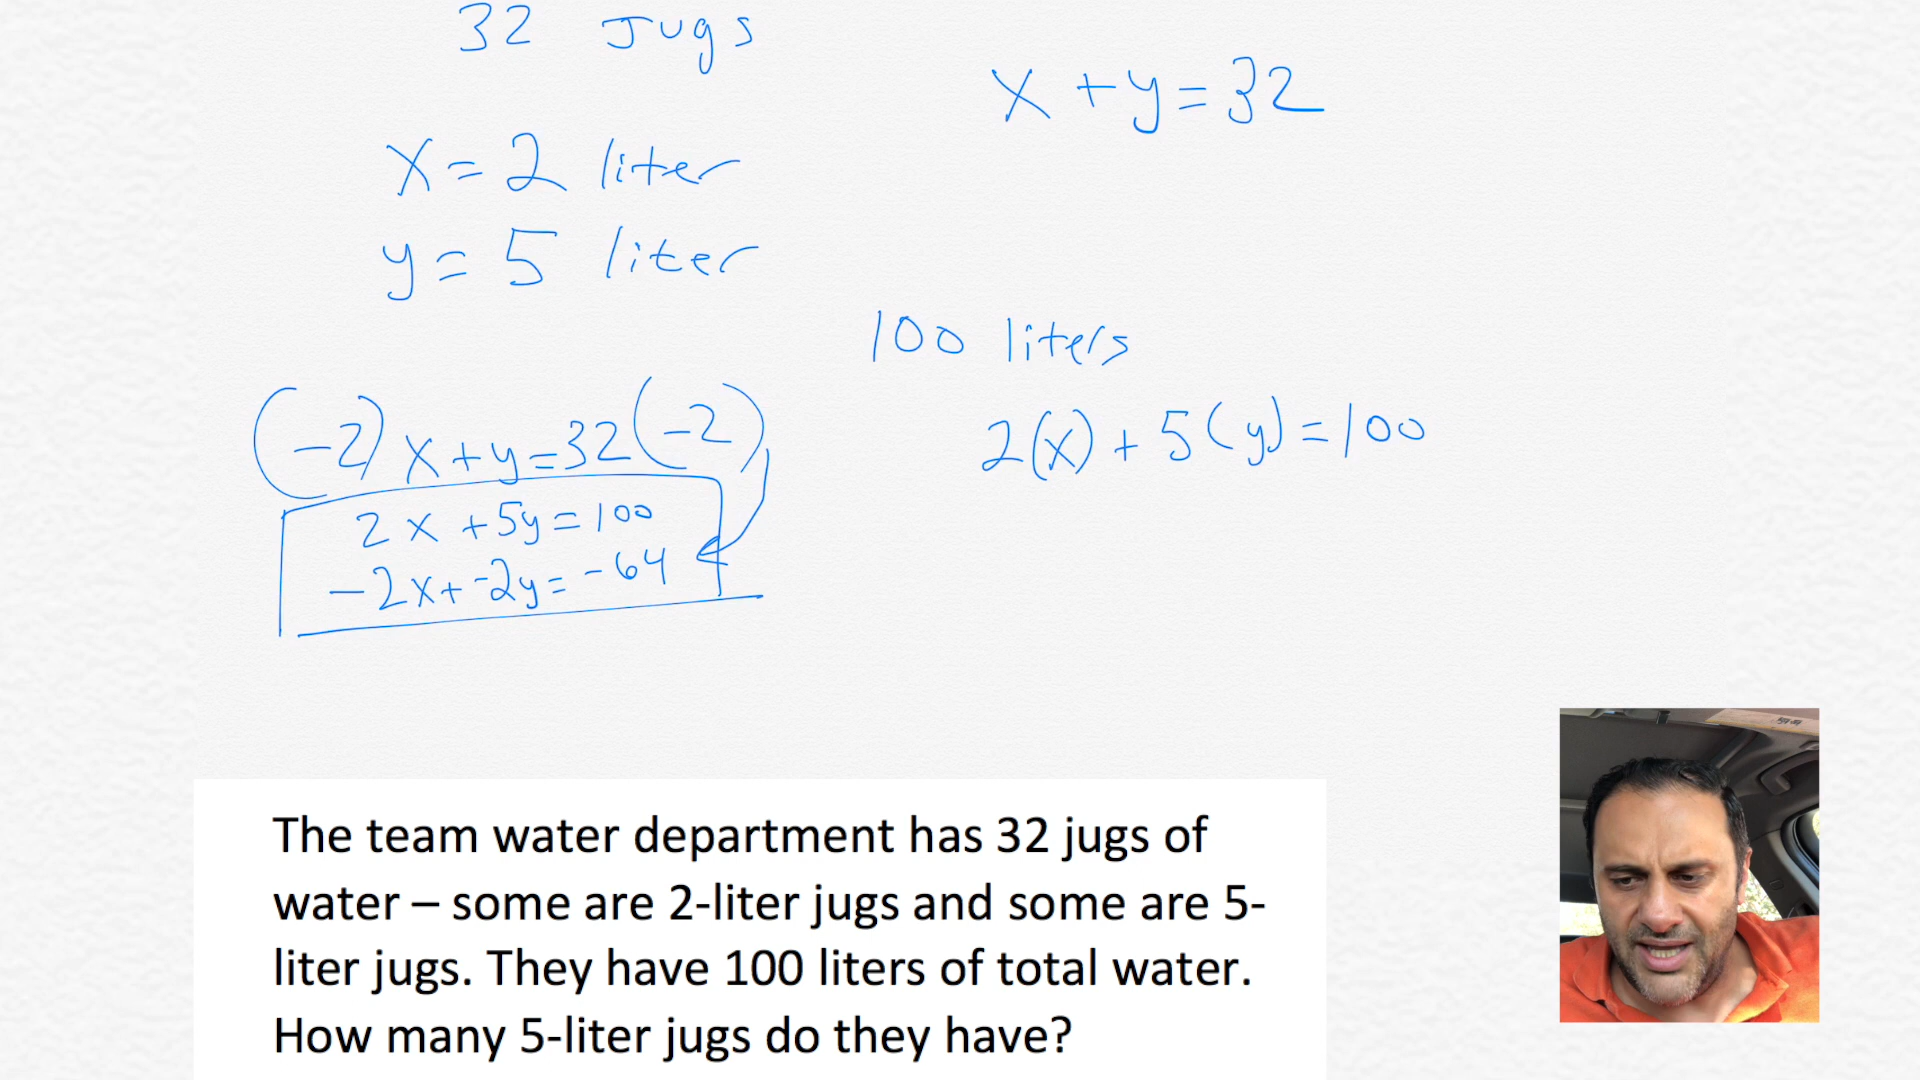 32 Jugs
x + y = 32
x = 2 liter
y = 5 liter
100 liters
(-2) x + y = 32 (-2)
2(x) + 5(y) = 100
2x + 5y = 100
-2x + -2y = -64
The team water department has 32 jugs of
water – some are 2-liter jugs and some are 5-
liter jugs. They have 100 liters of total water.
How many 5-liter jugs do they have?